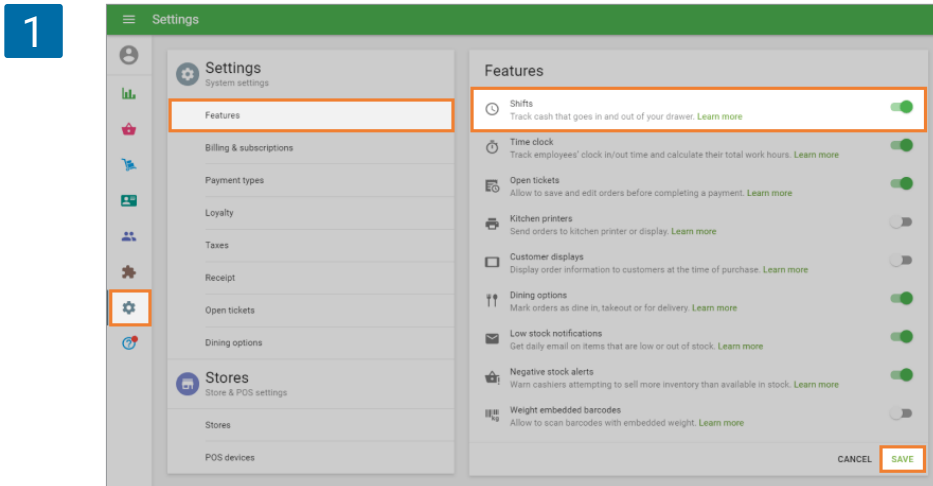 1
Settings
Settings
System settings
Features
Billing & subscriptions
Payment types
Loyalty
Taxes
Receipt
Open tickets
Dining options
Stores
Store & POS settings
Stores
POS devices
Features
Shifts
Track cash that goes in and out of your drawer. Learn more
Time clock
Track employees' clock in/out time and calculate their total work hours. Learn more
Open tickets
Allow to save and edit orders before completing a payment. Learn more
Kitchen printers
Send orders to kitchen printer or display. Learn more
Customer displays
Display order information to customers at the time of purchase. Learn more
Dining options
Mark orders as dine in, takeout or for delivery. Learn more
Low stock notifications
Get daily email on items that are low or out of stock. Learn more
Negative stock alerts
Warn cashiers attempting to sell more inventory than available in stock. Learn more
Weight embedded barcodes
Allow to scan barcodes with embedded weight. Learn more
CANCEL SAVE